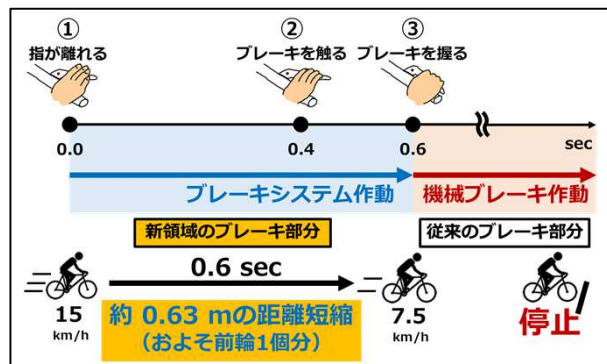 ① ② ③
指が離れる ブレーキを触る ブレーキを握る
0.0 0.4 0.6 sec
ブレーキシステム作動 機械ブレーキ作動
新領域のブレーキ部分 従来のブレーキ部分
0.6 sec
15 km/h
約 0.63 mの距離短縮
(およそ前輪1個分)
7.5 km/h
停止